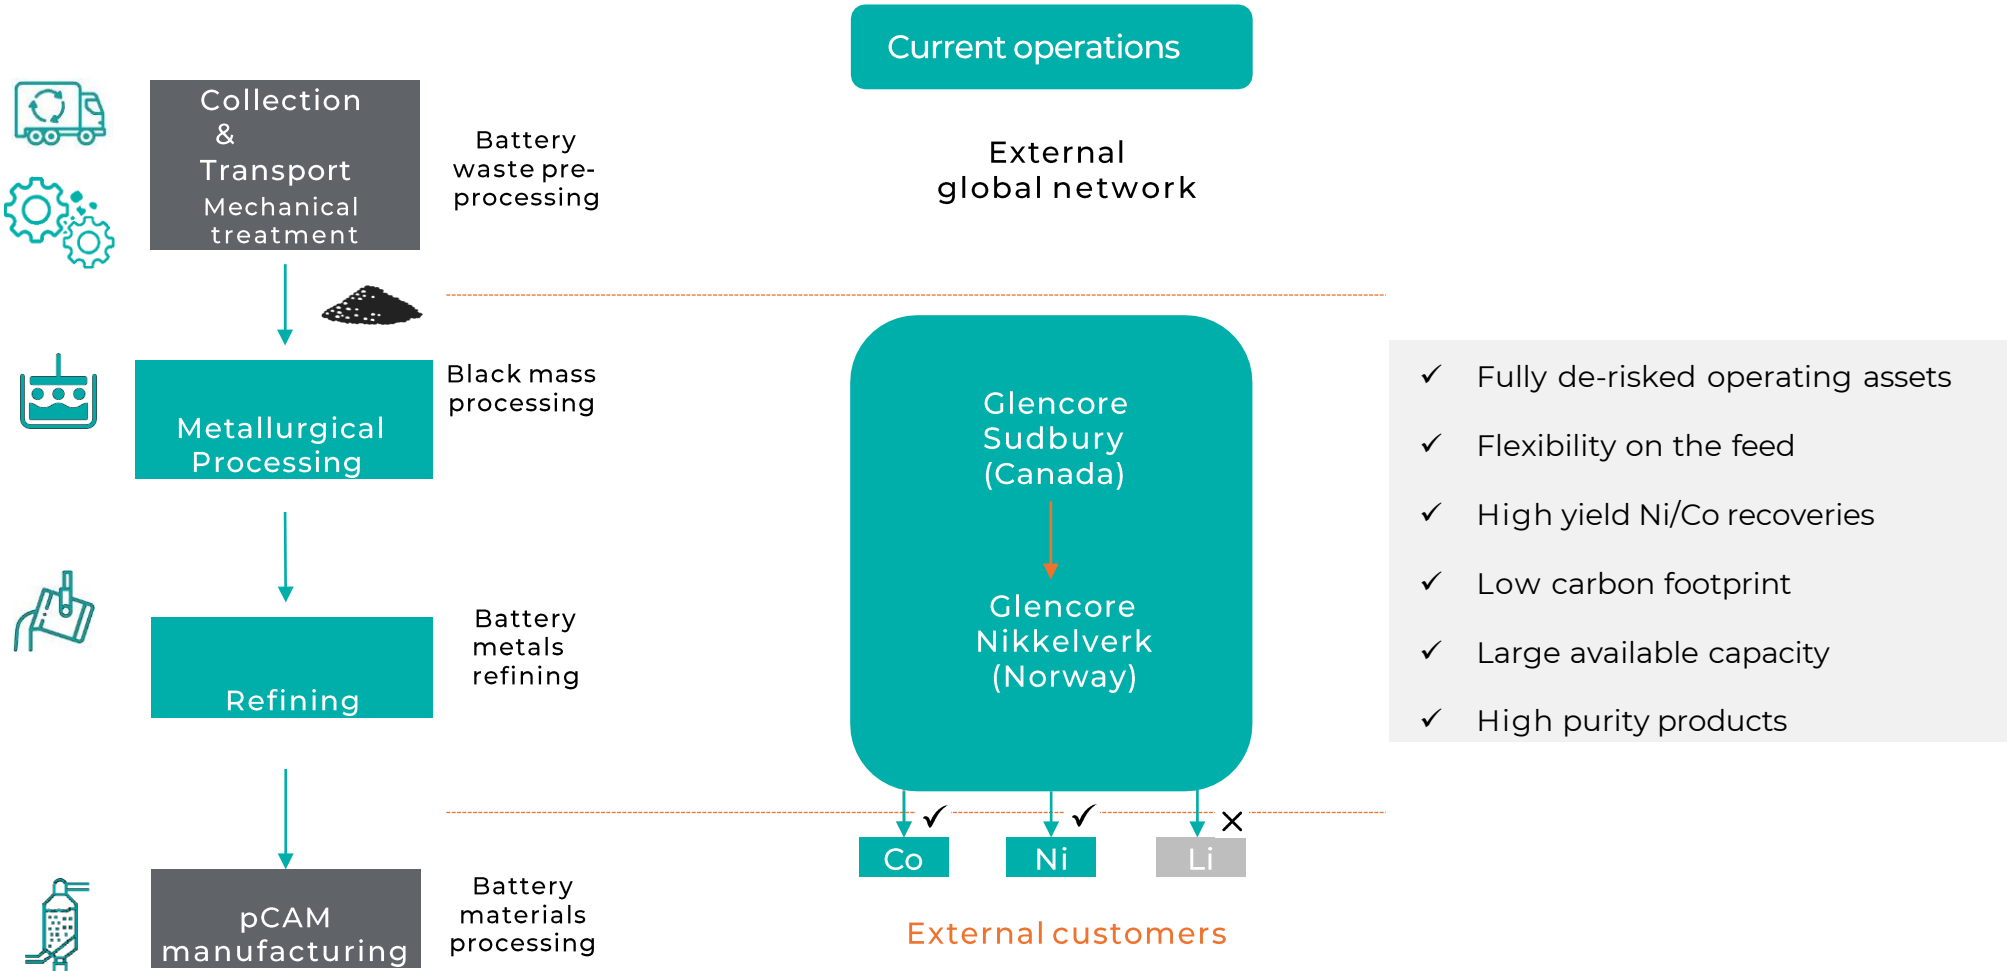 Current operations
Collection
&
Transport
Mechanical
treatment
Battery
waste pre-
processing
External
global network
Metallurgical
Processing
Black mass
processing
Glencore
Sudbury
(Canada)
Glencore
Nikkelverk
(Norway)
✓ Fully de-risked operating assets
✓ Flexibility on the feed
✓ High yield Ni/Co recoveries
✓ Low carbon footprint
✓ Large available capacity
✓ High purity products
Refining
Battery
metals
refining
Co
Ni
Li
pCAM
manufacturing
Battery
materials
processing
External customers